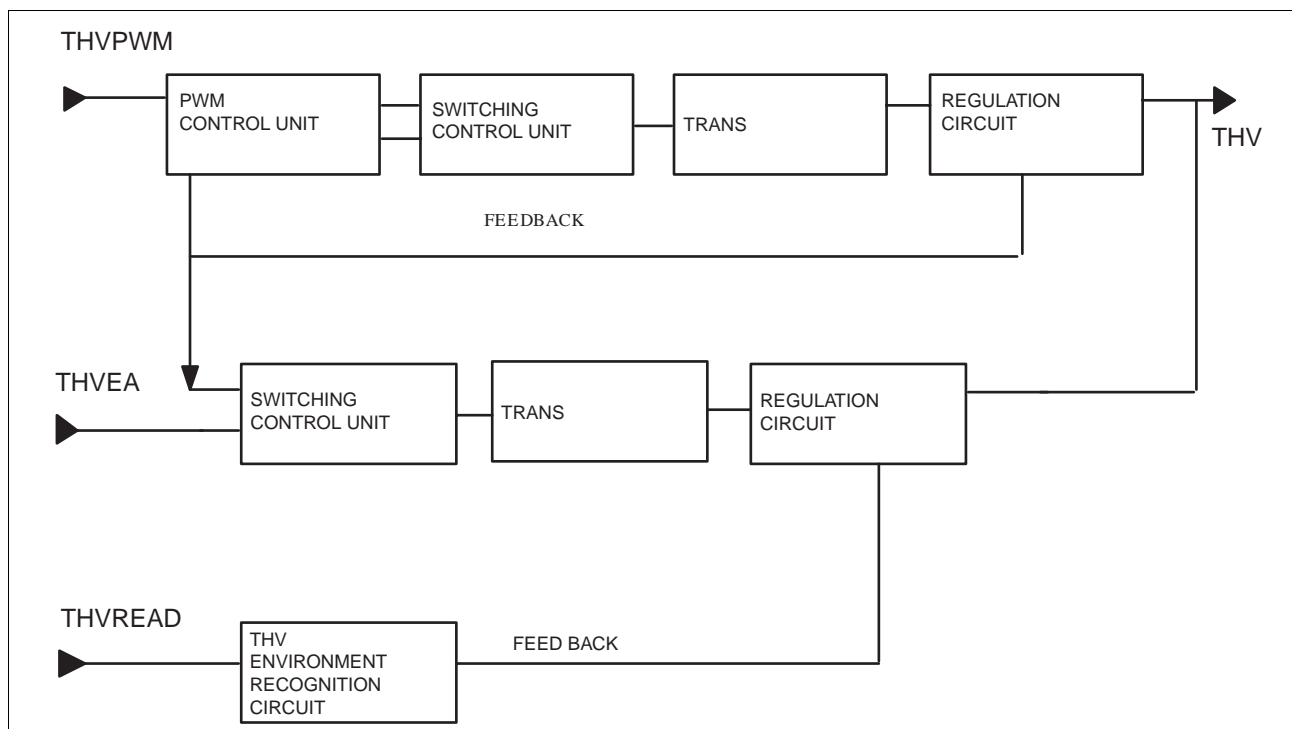 THVPWM
PWM
CONTROL UNIT
SWITCHING
CONTROL UNIT
TRANS
REGULATION
CIRCUIT
THV
FEEDBACK
THVEA
SWITCHING
CONTROL UNIT
TRANS
REGULATION
CIRCUIT
THVREAD
THV
ENVIRONMENT
RECOGNITION
CIRCUIT
FEED BACK